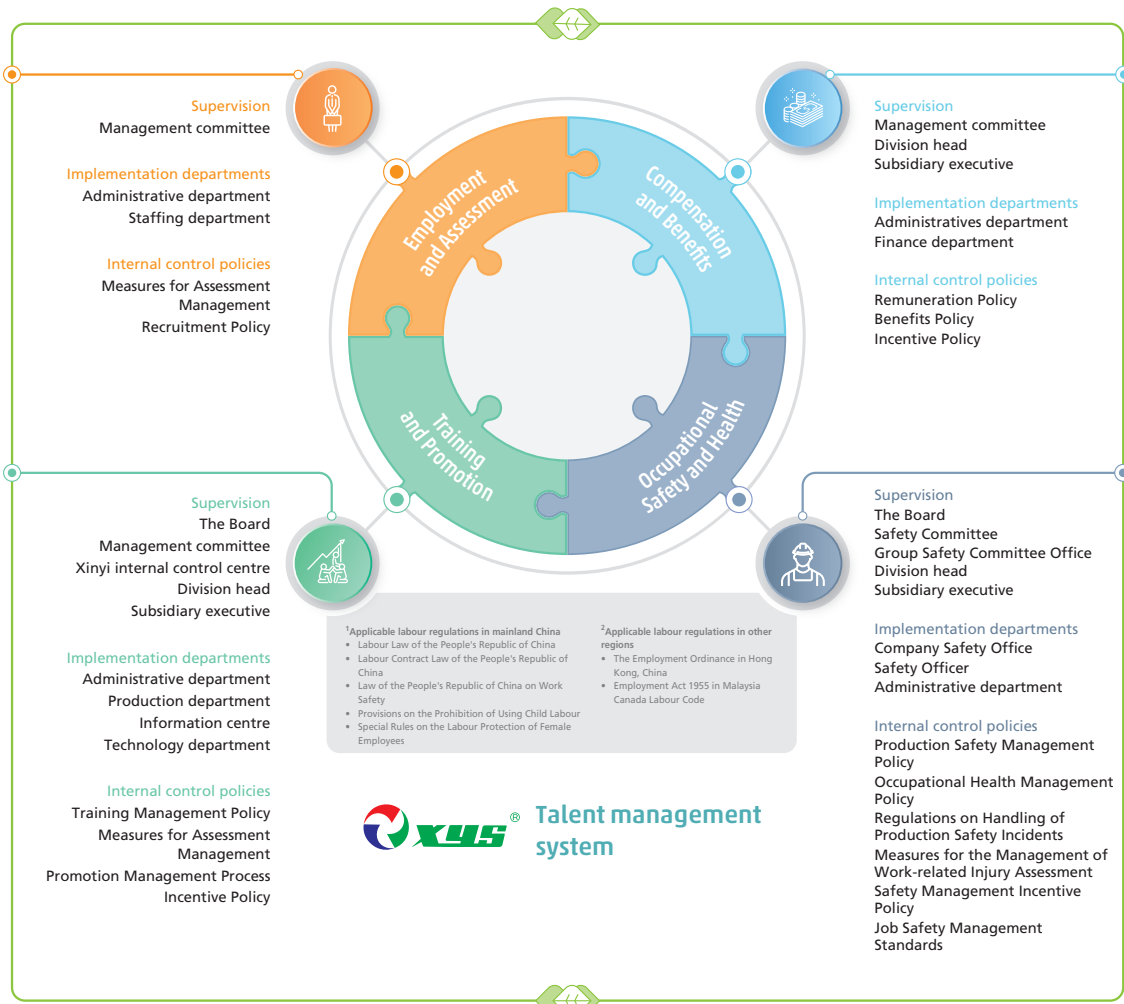 Supervision
Management committee
Implementation departments
Administrative department
Staffing department
Internal control policies
Measures for Assessment
Management
Recruitment Policy
Employment
and Assessment
Compensation
and Benefits
Supervision
Management committee
Division head
Subsidiary executive
Implementation departments
Administratives department
Finance department
Internal control policies
Remuneration Policy
Benefits Policy
Incentive Policy
Training
and Promotion
Occupational
Safety and Health
Supervision
The Board
Management committee
Xinyi internal control centre
Division head
Subsidiary executive
Implementation departments
Administrative department
Production department
Information centre
Technology department
Internal control policies
Training Management Policy
Measures for Assessment
Management
Promotion Management Process
Incentive Policy
Supervision
The Board
Safety Committee
Group Safety Committee Office
Division head
Subsidiary executive
Implementation departments
Company Safety Office
Safety Officer
Administrative department
Internal control policies
Production Safety Management
Policy
Occupational Health Management
Policy
Regulations on Handling of
Production Safety Incidents
Measures for the Management of
Work-related Injury Assessment
Safety Management Incentive
Policy
Job Safety Management
Standards
1Applicable labour regulations in mainland China
• Labour Law of the People's Republic of China
• Labour Contract Law of the People's Republic of
China
• Law of the People's Republic of China on Work
Safety
• Provisions on the Prohibition of Using Child Labour
• Special Rules on the Labour Protection of Female
Employees
2Applicable labour regulations in other
regions
• The Employment Ordinance in Hong
Kong, China
• Employment Act 1955 in Malaysia
Canada Labour Code
XYG ®
Talent management
system